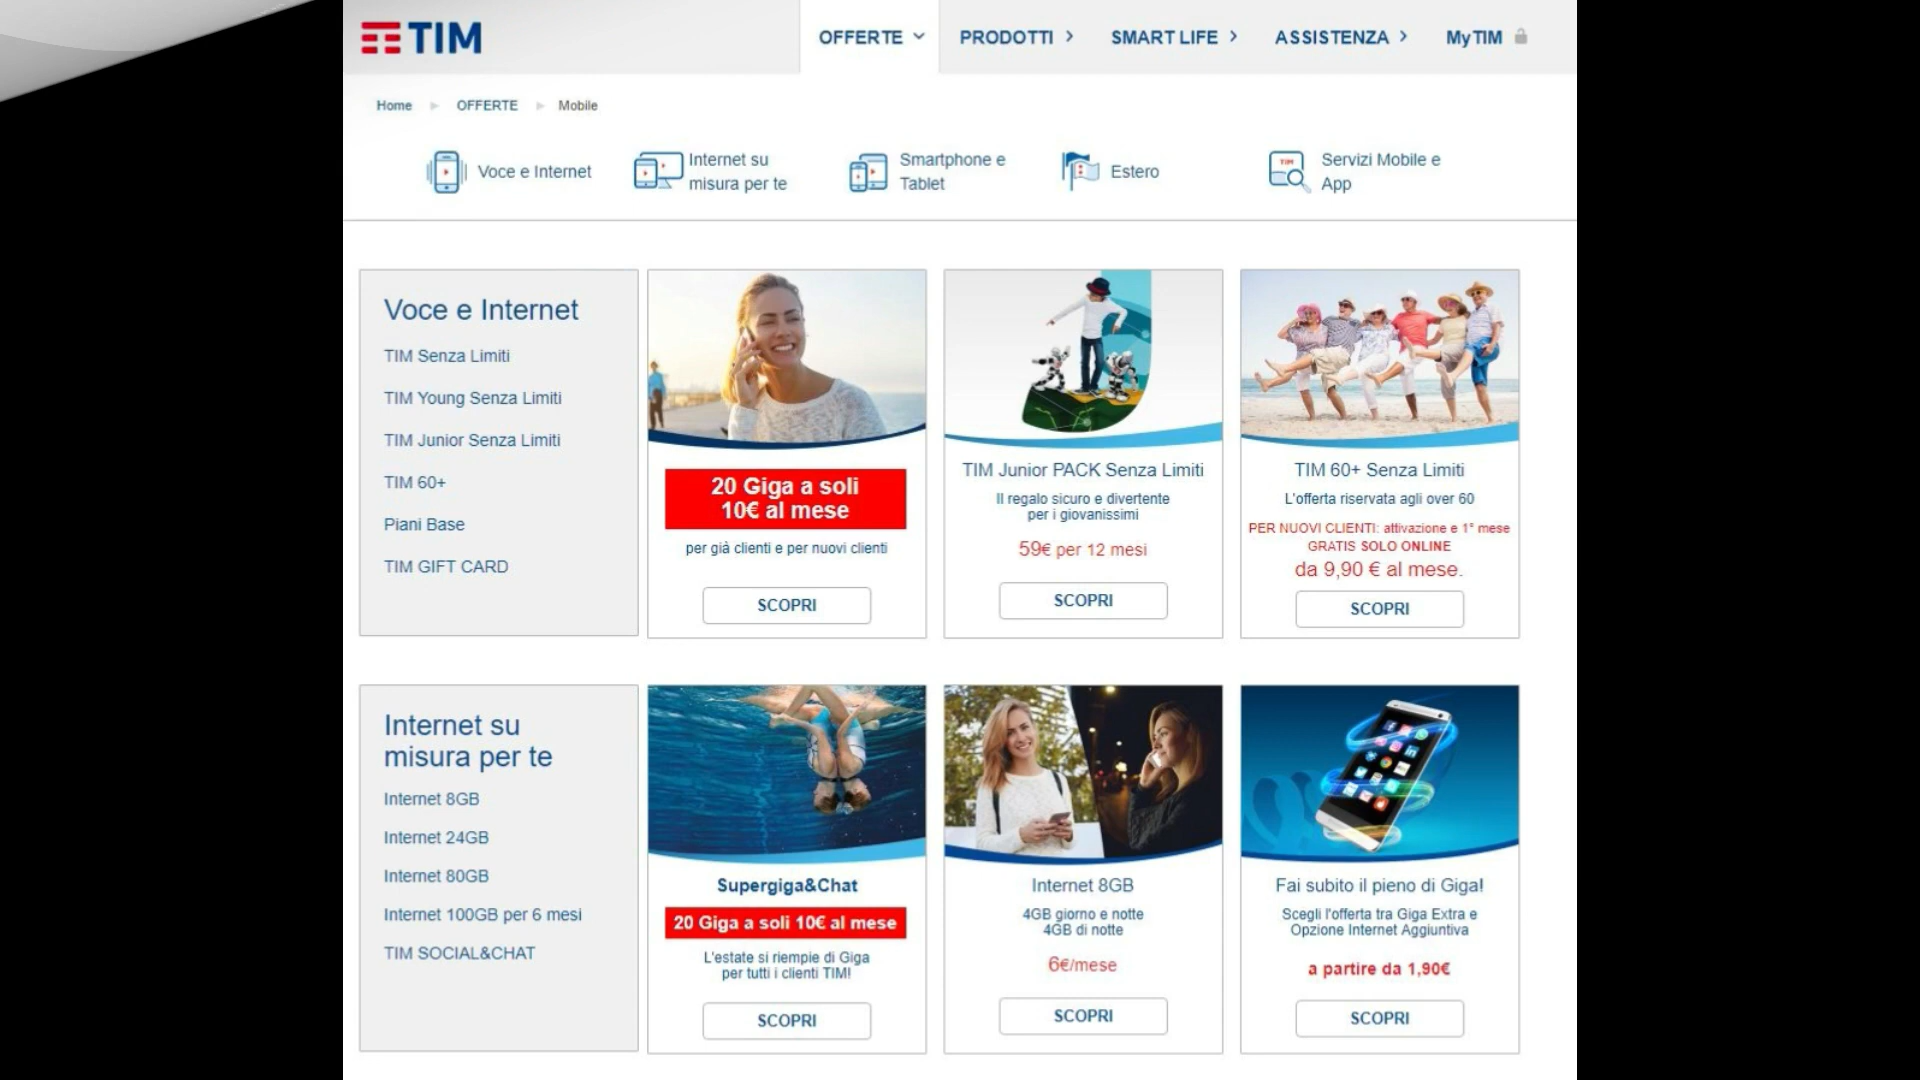 TIM
OFFERTE
PRODOTTI
SMART LIFE
ASSISTENZA
MyTIM
Home
OFFERTE
Mobile
Voce e Internet
Internet su
misura per te
Smartphone e
Tablet
Estero
TIM
Servizi Mobile e
App
Voce e Internet
TIM Senza Limiti
TIM Young Senza Limiti
TIM Junior Senza Limiti
TIM 60+
Piani Base
TIM GIFT CARD
20 Giga a soli
10€ al mese
per già clienti e per nuovi clienti
SCOPRI
TIM Junior PACK Senza Limiti
Il regalo sicuro e divertente
per i giovanissimi
59€ per 12 mesi
SCOPRI
TIM 60+ Senza Limiti
L'offerta riservata agli over 60
PER NUOVI CLIENTI: attivazione e 1° mese
GRATIS SOLO ONLINE
da 9,90 € al mese.
SCOPRI
Internet su
misura per te
Internet 8GB
Internet 24GB
Internet 80GB
Internet 100GB per 6 mesi
TIM SOCIAL&CHAT
Supergiga&Chat
20 Giga a soli 10€ al mese
L'estate si riempie di Giga
per tutti i clienti TIM!
SCOPRI
Internet 8GB
4GB giorno e notte
4GB di notte
6€/mese
SCOPRI
Fai subito il pieno di Giga!
Scegli l'offerta tra Giga Extra e
Opzione Internet Aggiuntiva
a partire da 1,90€
SCOPRI